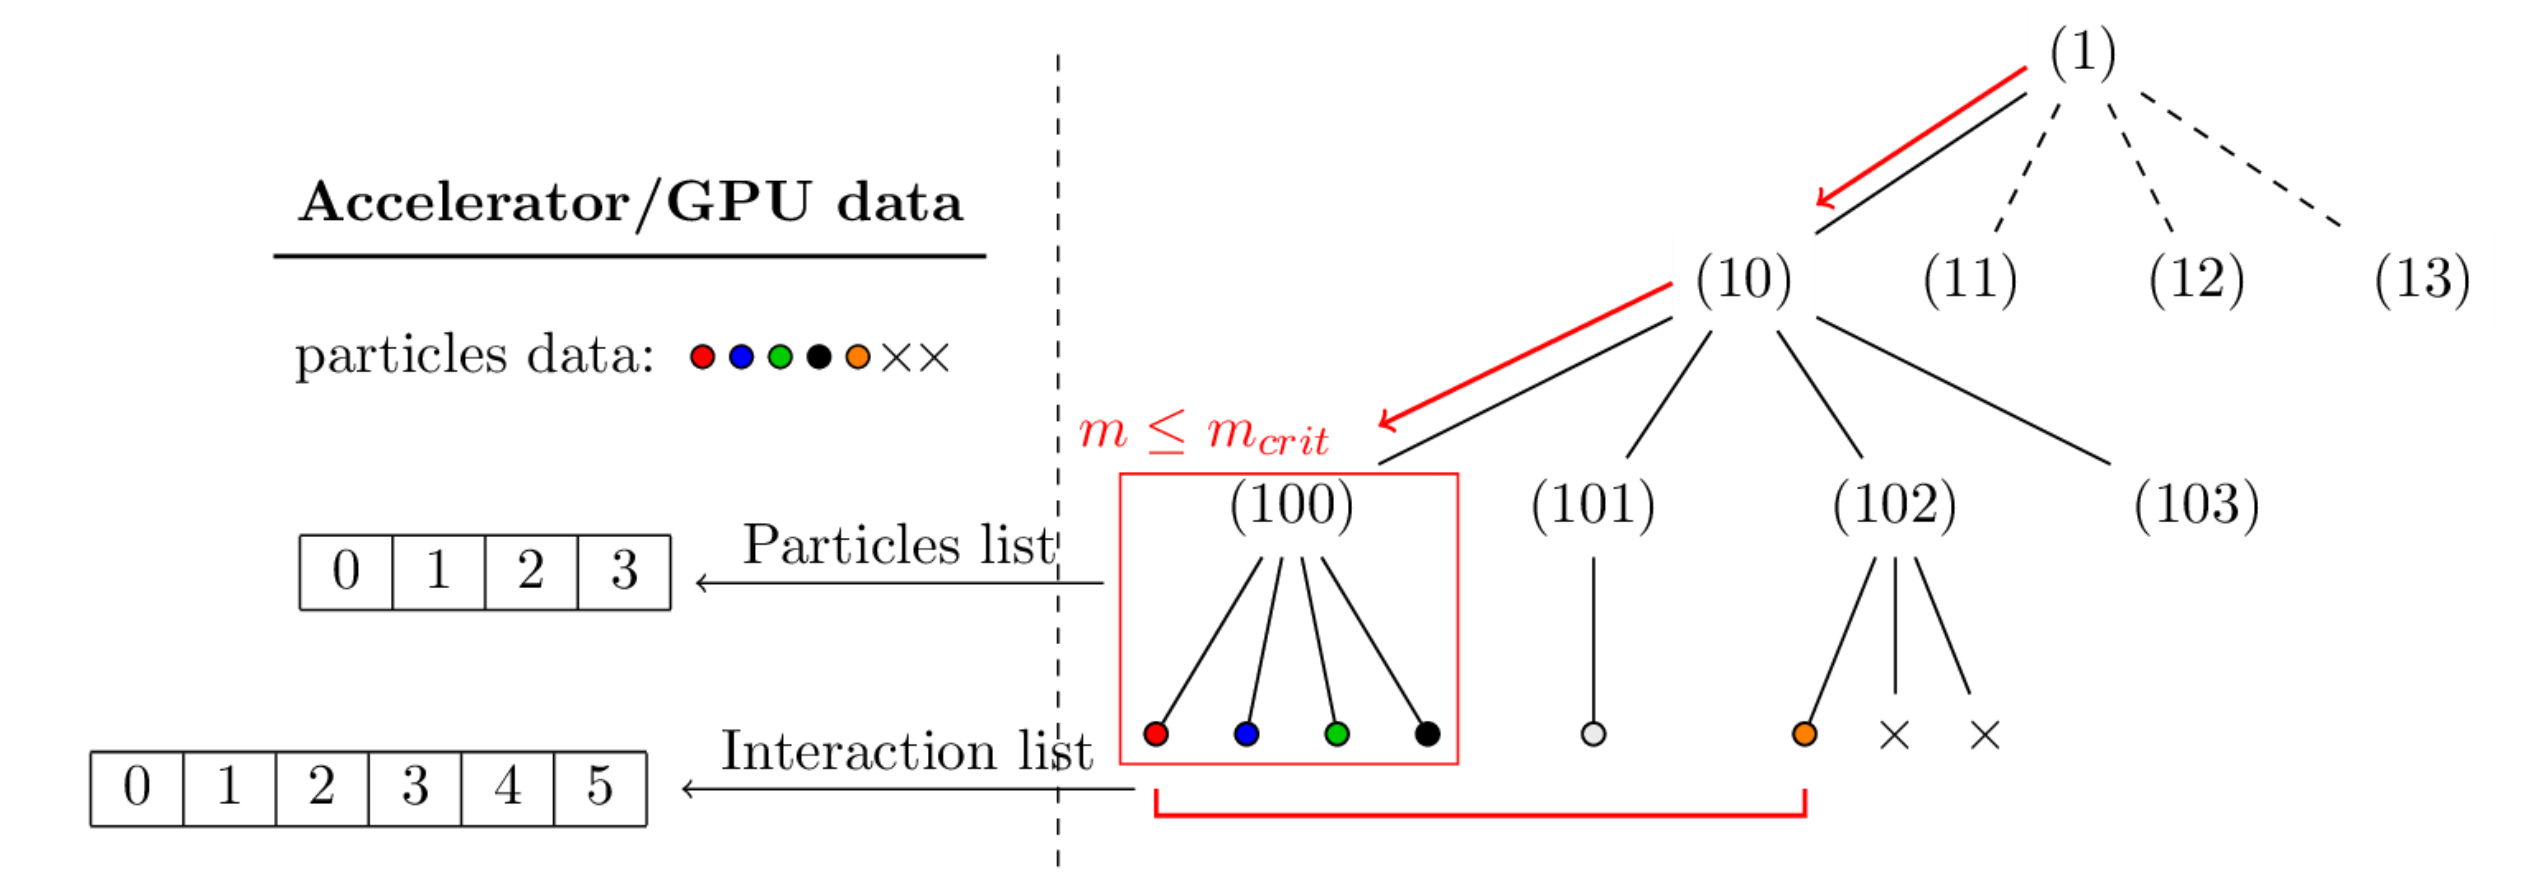 (1)
Accelerator/GPU data
(10) (11) (12) (13)
particles data: ××
m ≤ m_crit
(100) (101) (102) (103)
Particles list
0 1 2 3
× ×
Interaction list
0 1 2 3 4 5